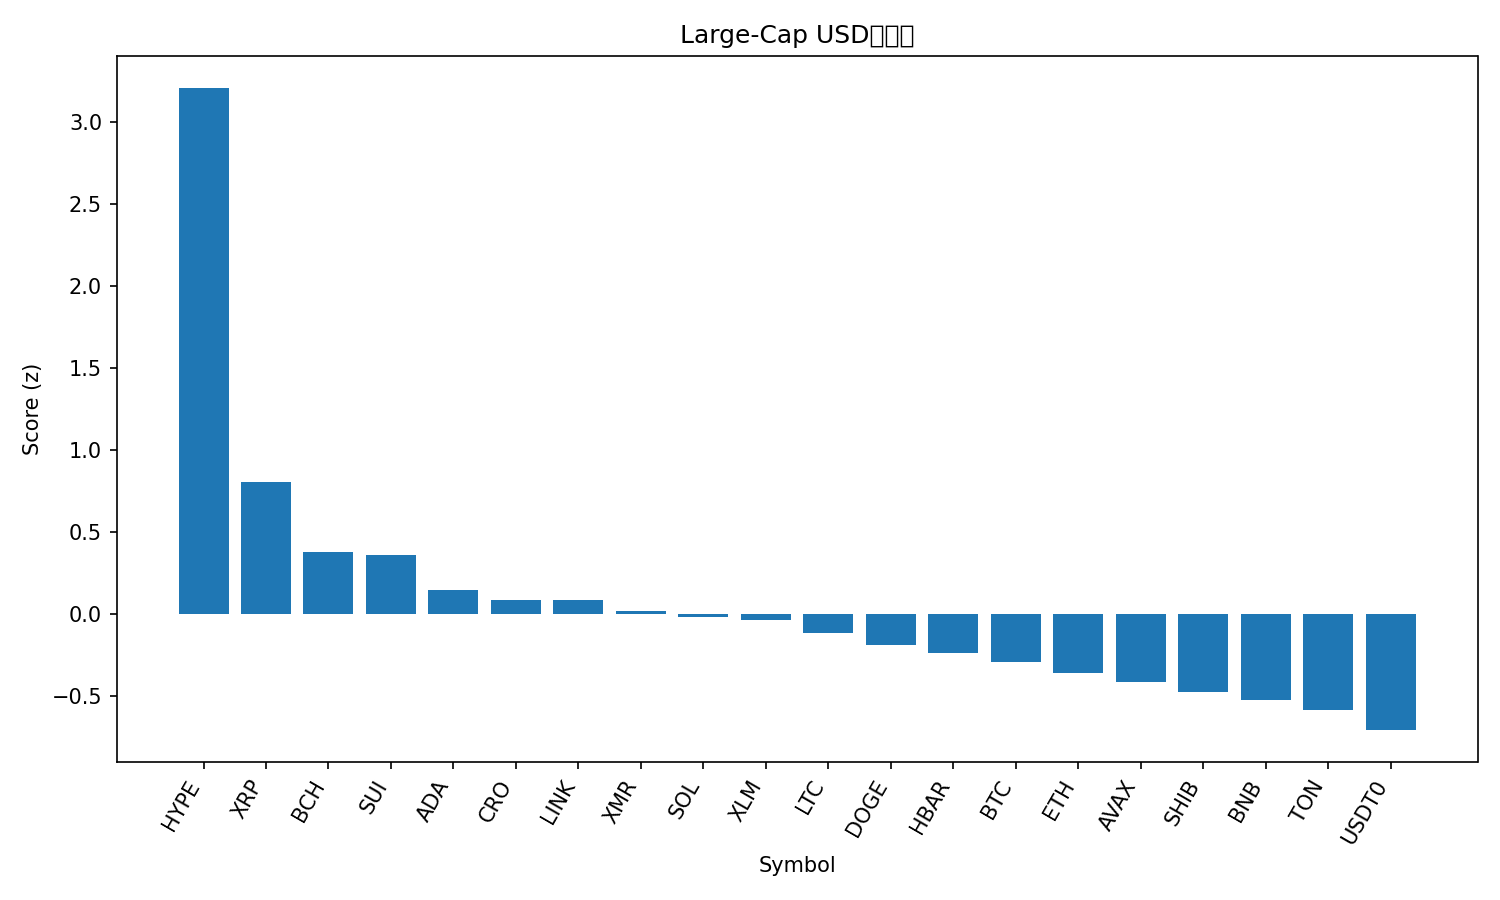 Large-Cap USD
Score (z)
3.0
2.5
2.0
1.5
1.0
0.5
0.0
−0.5
HYPE
XRP
BCH
SUI
ADA
CRO
LINK
XMR
SOL
XLM
LTC
DOGE
HBAR
BTC
ETH
AVAX
SHIB
BNB
TON
USDT0
Symbol